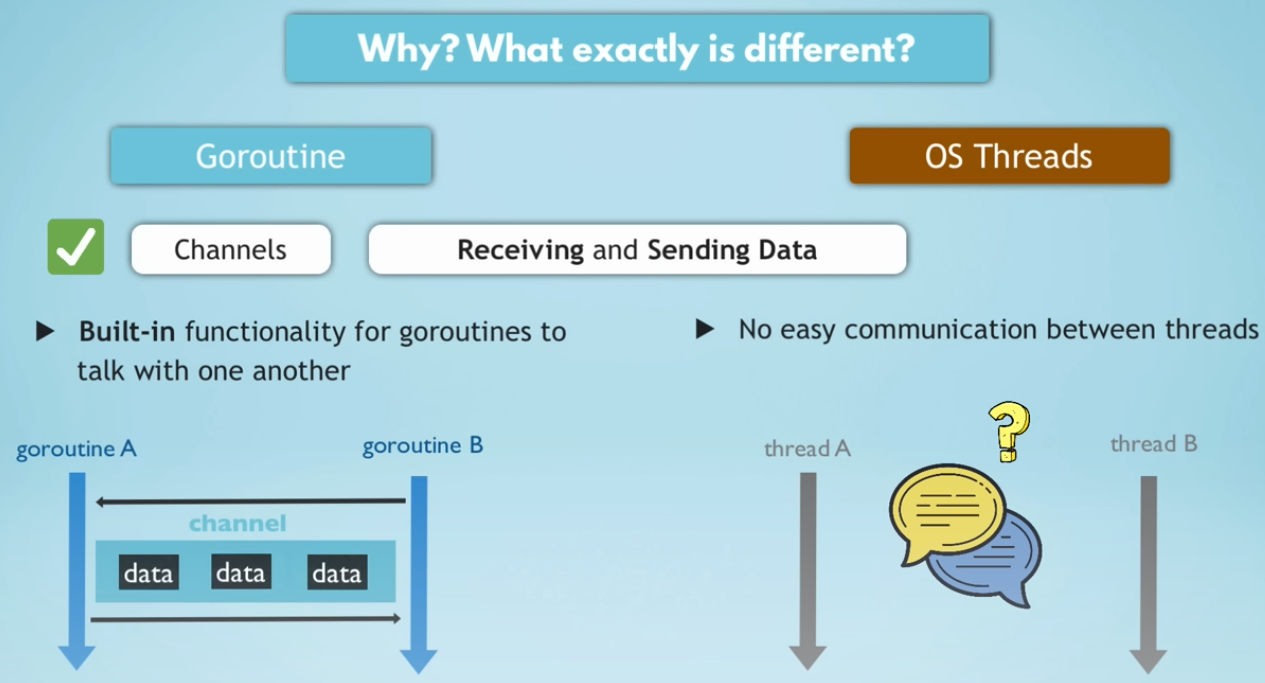 Why? What exactly is different?
Goroutine
OS Threads
Channels
Receiving and Sending Data
Built-in functionality for goroutines to
talk with one another
No easy communication between threads
goroutine A
goroutine B
channel
data data data
thread A
thread B
?